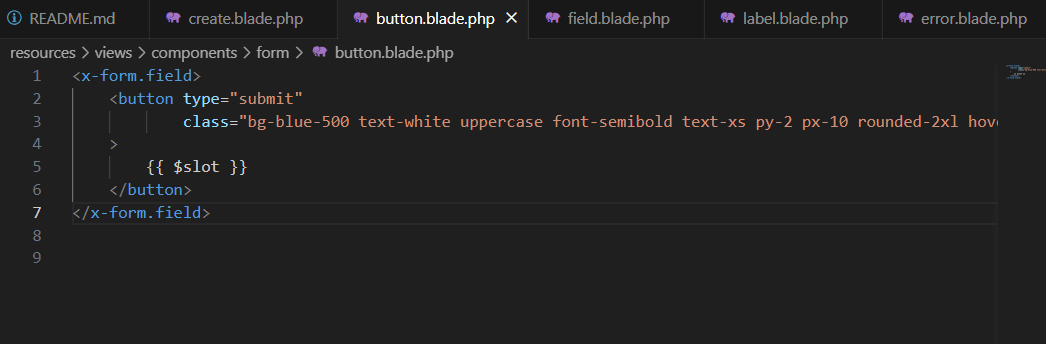 README.md create.blade.php button.blade.php field.blade.php label.blade.php error.blade.php
resources > views > components > form > button.blade.php
1 <x-form.field>
2 <button type="submit"
3 class="bg-blue-500 text-white uppercase font-semibold text-xs py-2 px-10 rounded-2xl hov
4 >
5 {{ $slot }}
6 </button>
7 </x-form.field>
8
9